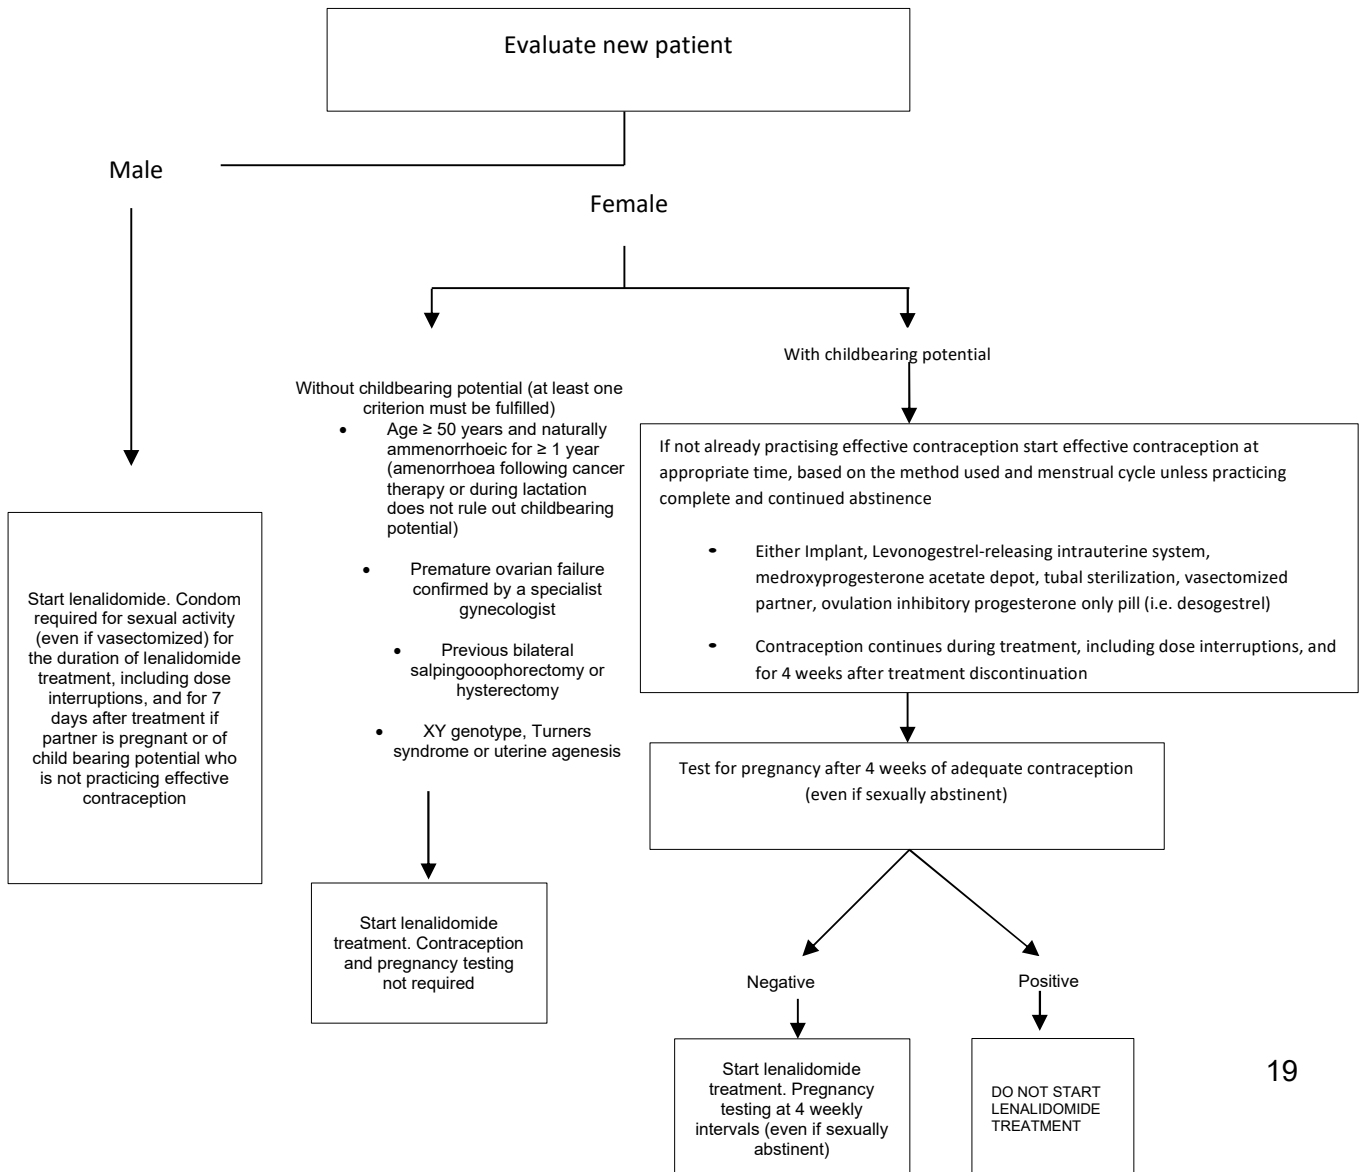 Evaluate new patient
Male
Female
Without childbearing potential (at least one
criterion must be fulfilled)
• Age ≥ 50 years and naturally
ammenorrhoeic for ≥ 1 year
(amenorrhoea following cancer
therapy or during lactation
does not rule out childbearing
potential)
• Premature ovarian failure
confirmed by a specialist
gynecologist
• Previous bilateral
salpingooophorectomy or
hysterectomy
• XY genotype, Turners
syndrome or uterine agenesis
With childbearing potential
If not already practising effective contraception start effective contraception at
appropriate time, based on the method used and menstrual cycle unless practicing
complete and continued abstinence
• Either Implant, Levonogestrel-releasing intrauterine system,
medroxyprogesterone acetate depot, tubal sterilization, vasectomized
partner, ovulation inhibitory progesterone only pill (i.e. desogestrel)
• Contraception continues during treatment, including dose interruptions, and
for 4 weeks after treatment discontinuation
Start lenalidomide. Condom
required for sexual activity
(even if vasectomized) for
the duration of lenalidomide
treatment, including dose
interruptions, and for 7
days after treatment if
partner is pregnant or of
child bearing potential who
is not practicing effective
contraception
Test for pregnancy after 4 weeks of adequate contraception
(even if sexually abstinent)
Start lenalidomide
treatment. Contraception
and pregnancy testing
not required
Negative
Positive
Start lenalidomide
treatment. Pregnancy
testing at 4 weekly
intervals (even if sexually
abstinent)
DO NOT START
LENALIDOMIDE
TREATMENT
19